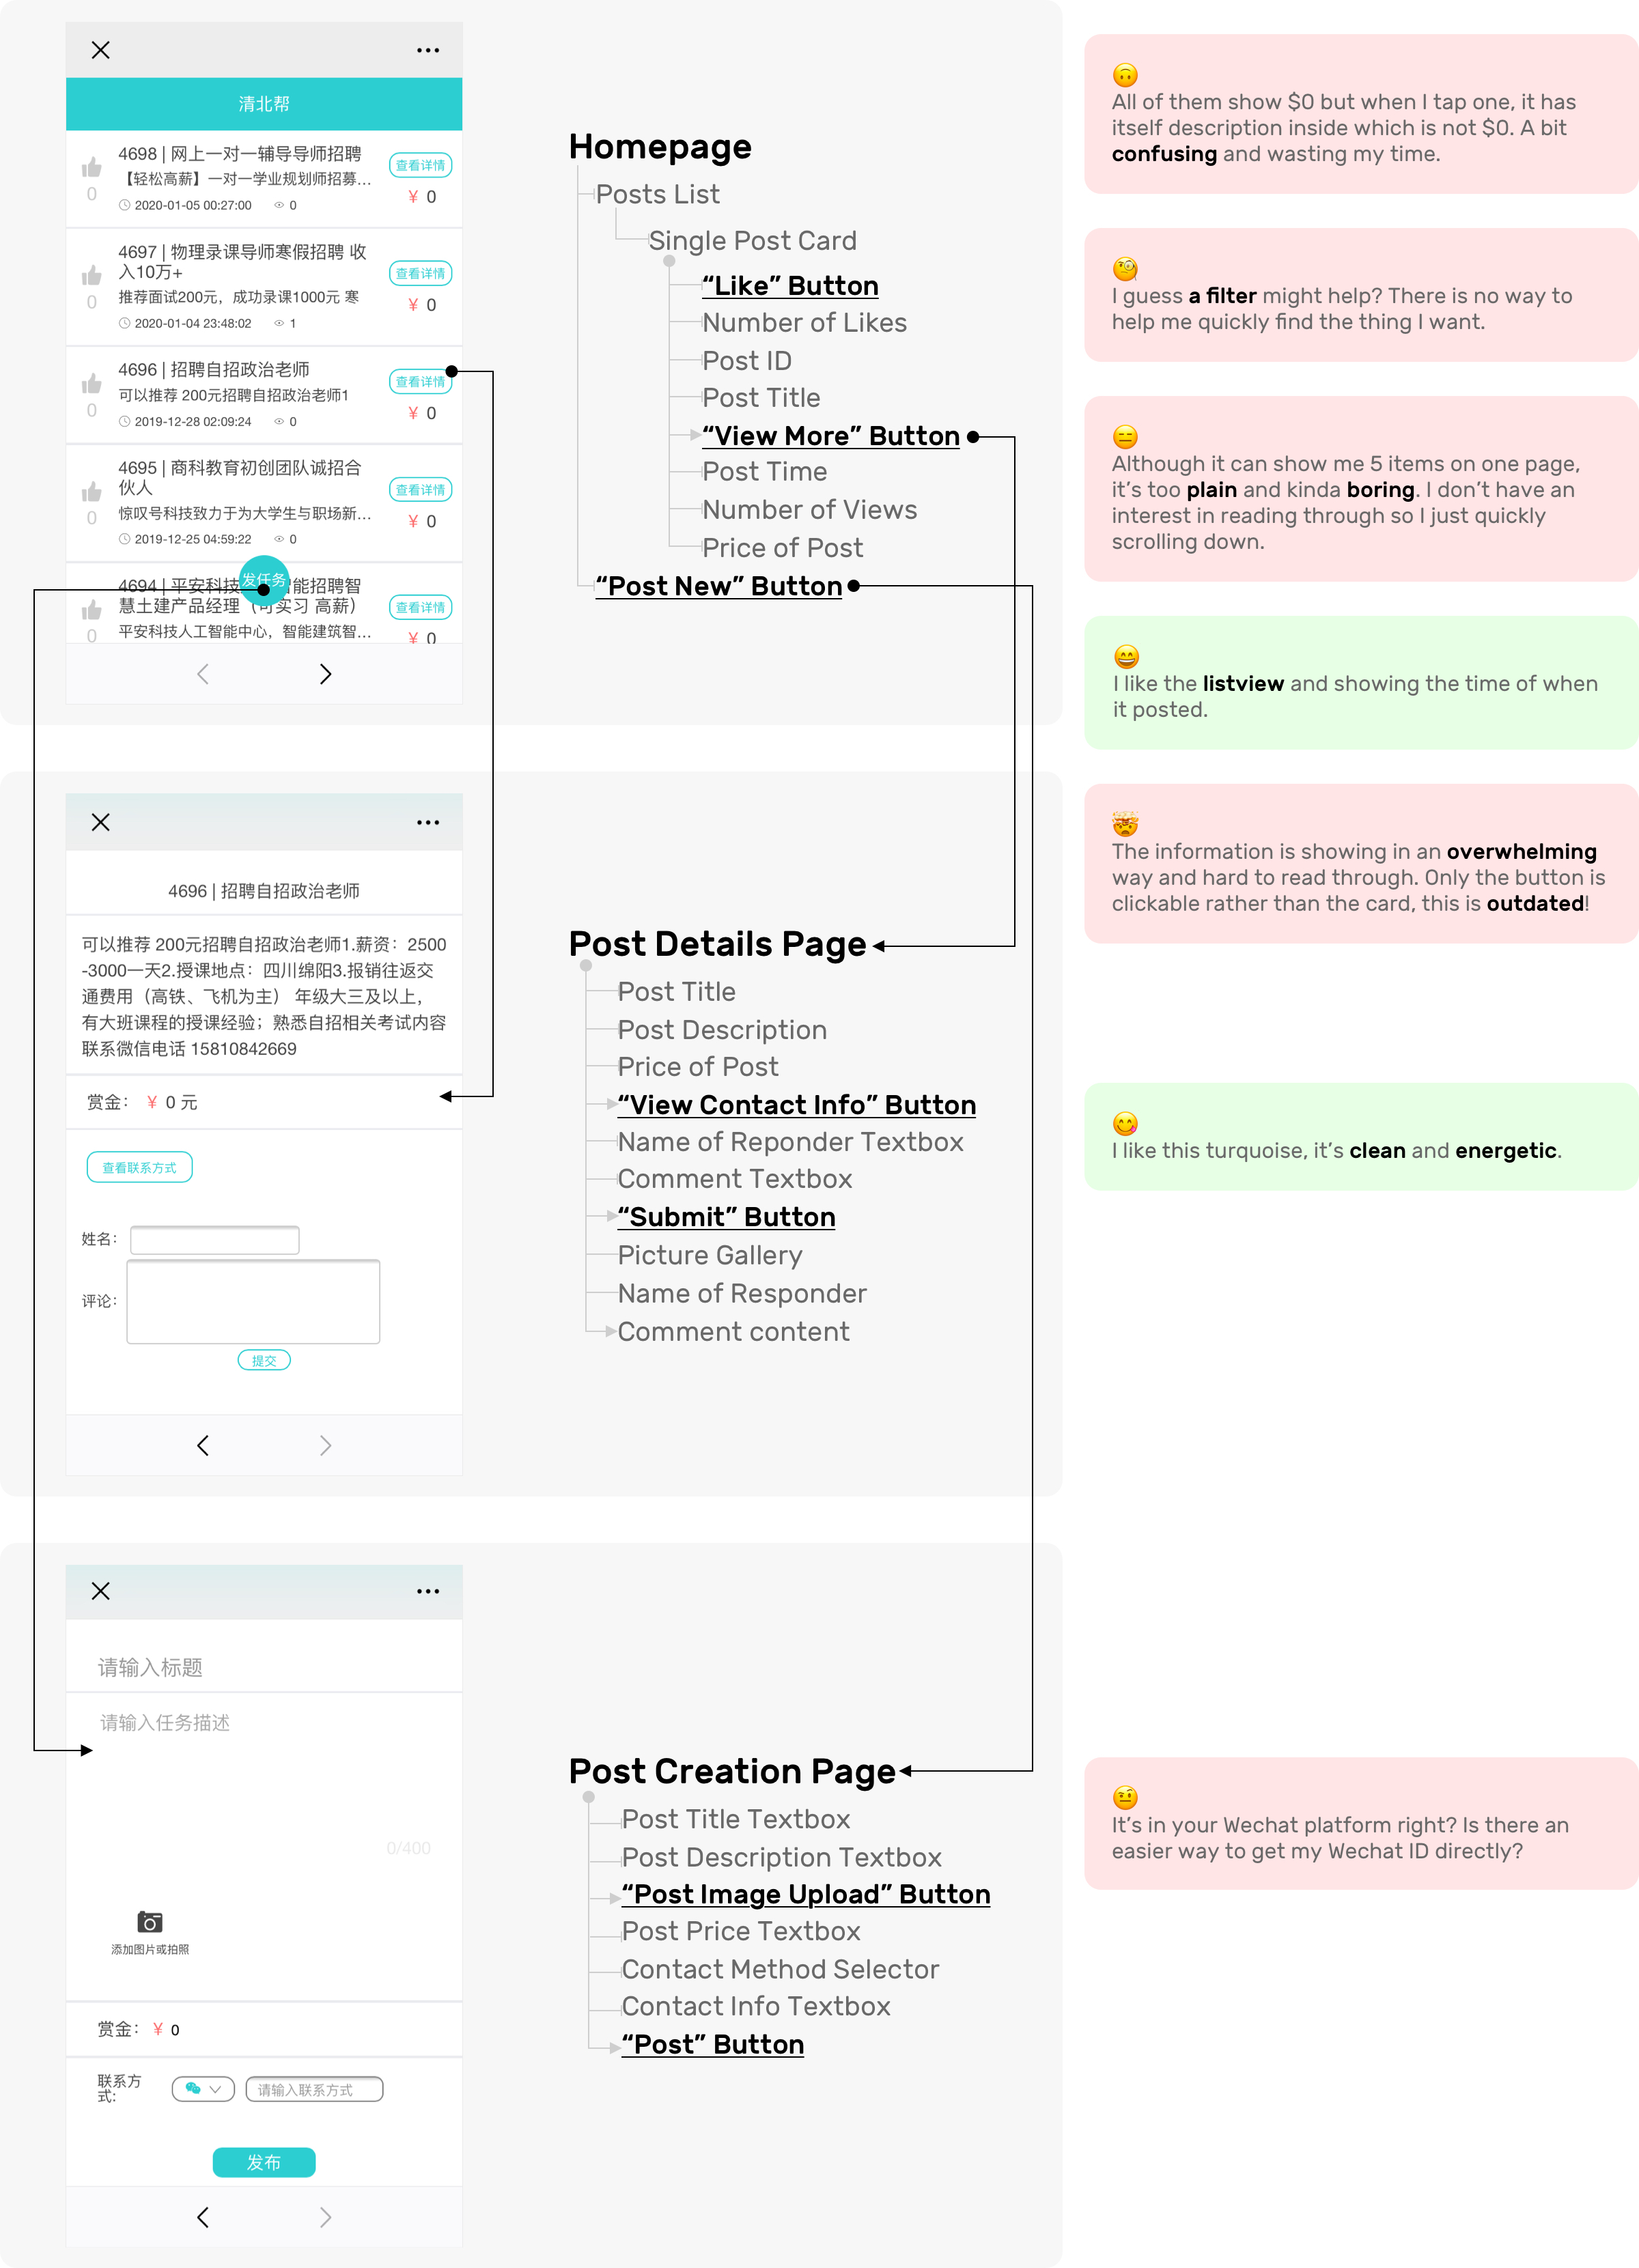 清北帮
4698 | 网上一对一辅导导师招聘
【轻松高薪】一对一学业规划师招募...
2020-01-05 00:27:00 0
0
查看详情
¥ 0
4697 | 物理录课导师寒假招聘 收
入10万+
推荐面试200元，成功录课1000元 寒
2020-01-04 23:48:02 1
0
查看详情
¥ 0
4696 | 招聘自招政治老师
可以推荐 200元招聘自招政治老师1
2019-12-28 02:09:24 0
0
查看详情
¥ 0
4695 | 商科教育初创团队诚招合
伙人
惊叹号科技致力于为大学生与职场新...
2019-12-25 04:59:22 0
0
查看详情
¥ 0
发任务
4694 | 平安科技 智能招聘智
慧土建产品经理（可实习 高薪）
平安科技人工智能中心，智能建筑智...
0
查看详情
¥ 0
Homepage
Posts List
Single Post Card
“Like” Button
Number of Likes
Post ID
Post Title
“View More” Button
Post Time
Number of Views
Price of Post
“Post New” Button
🙃
All of them show $0 but when I tap one, it has
itself description inside which is not $0. A bit
confusing and wasting my time.
🧐
I guess a filter might help? There is no way to
help me quickly find the thing I want.
😑
Although it can show me 5 items on one page,
it’s too plain and kinda boring. I don’t have an
interest in reading through so I just quickly
scrolling down.
😄
I like the listview and showing the time of when
it posted.
4696 | 招聘自招政治老师
可以推荐 200元招聘自招政治老师1.薪资：2500
-3000一天2.授课地点：四川绵阳3.报销往返交
通费用（高铁、飞机为主） 年级大三及以上，
有大班课程的授课经验；熟悉自招相关考试内容
联系微信电话 15810842669
赏金： ¥ 0 元
查看联系方式
姓名：
评论：
提交
Post Details Page
Post Title
Post Description
Price of Post
“View Contact Info” Button
Name of Reponder Textbox
Comment Textbox
“Submit” Button
Picture Gallery
Name of Responder
Comment content
🤯
The information is showing in an overwhelming
way and hard to read through. Only the button is
clickable rather than the card, this is outdated!
😋
I like this turquoise, it’s clean and energetic.
请输入标题
请输入任务描述
0/400
添加图片或拍照
赏金： ¥ 0
联系方
式:
请输入联系方式
发布
Post Creation Page
Post Title Textbox
Post Description Textbox
“Post Image Upload” Button
Post Price Textbox
Contact Method Selector
Contact Info Textbox
“Post” Button
🤨
It’s in your Wechat platform right? Is there an
easier way to get my Wechat ID directly?